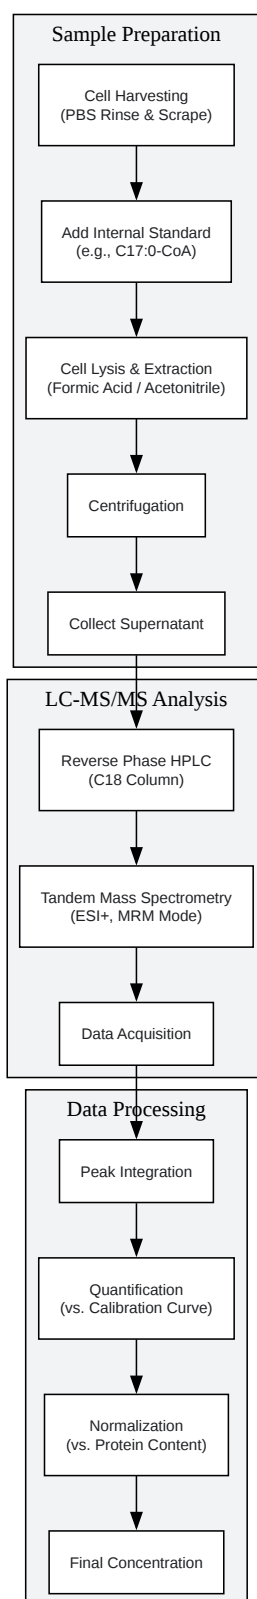 Sample Preparation
Cell Harvesting
(PBS Rinse & Scrape)
Add Internal Standard
(e.g., C17:0-CoA)
Cell Lysis & Extraction
(Formic Acid / Acetonitrile)
Centrifugation
Collect Supernatant
LC-MS/MS Analysis
Reverse Phase HPLC
(C18 Column)
Tandem Mass Spectrometry
(ESI+, MRM Mode)
Data Acquisition
Data Processing
Peak Integration
Quantification
(vs. Calibration Curve)
Normalization
(vs. Protein Content)
Final Concentration